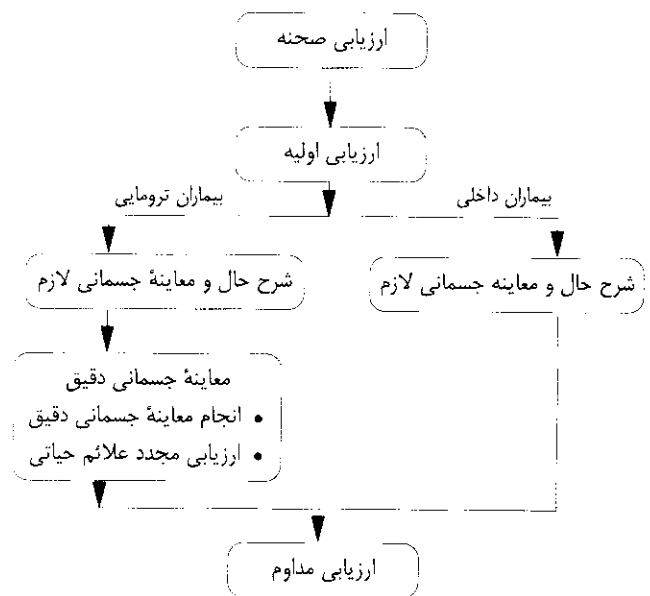 ارزیابی صحنه
ارزیابی اولیه
بیماران داخلی
بیماران ترومایی
شرح حال و معاینه جسمانی لازم
شرح حال و معاینهٔ جسمانی لازم
معاینهٔ جسمانی دقیق
• انجام معاینهٔ جسمانی دقیق
• ارزیابی مجدد علائم حیاتی
ارزیابی مداوم